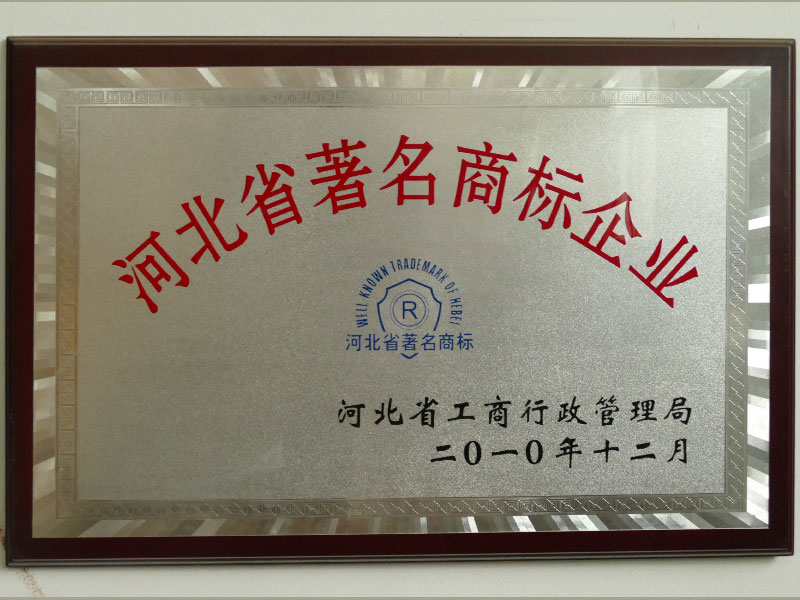 河北省著名商标企业
WELL-KNOWN TRADEMARK OF HEBEI
R
河北省著名商标
河北省工商行政管理局
二0一0年十二月